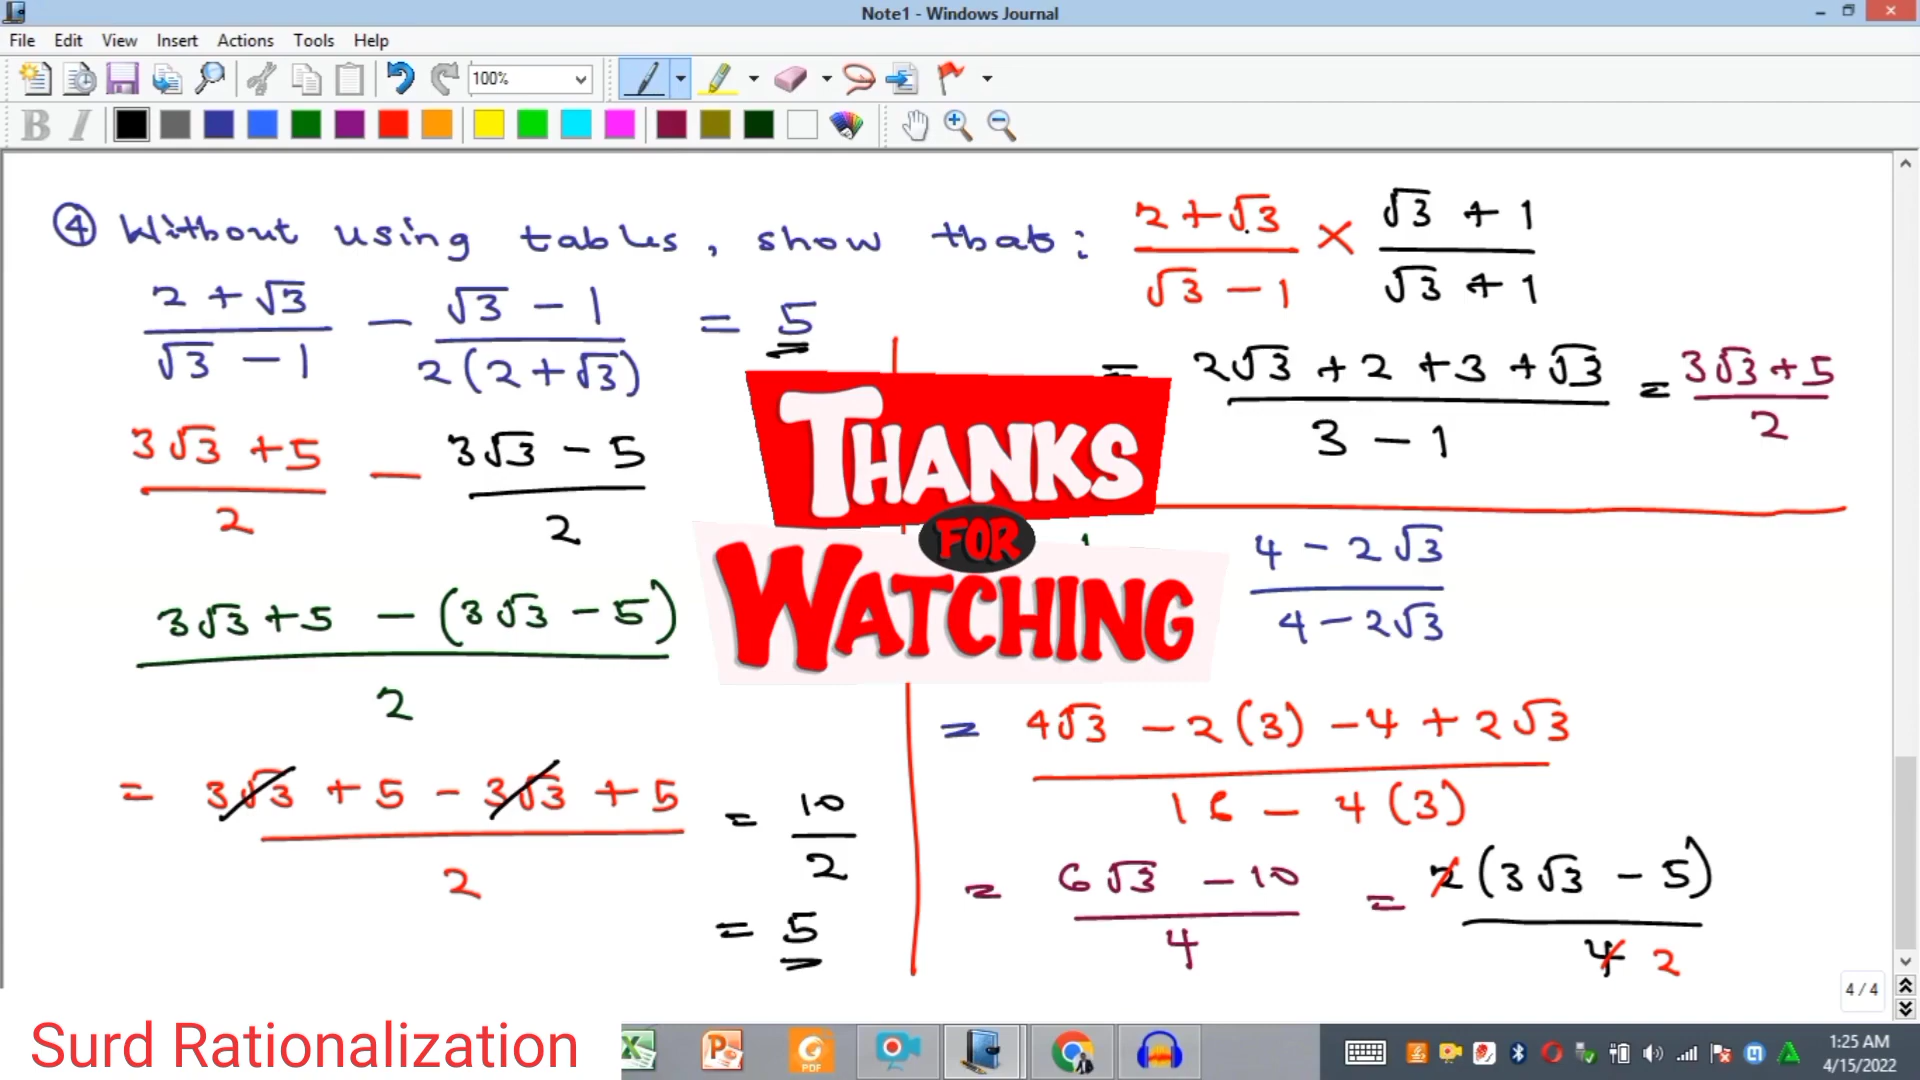 Note1 - Windows Journal
File Edit View Insert Actions Tools Help
100%
B I
④ Without using tables, show that:
(2 + √3)/(√3 - 1) - (√3 - 1)/(2(2 + √3)) = 5
(3√3 + 5)/2 - (3√3 - 5)/2
(3√3 + 5 - (3√3 - 5))/2
= (3√3 + 5 - 3√3 + 5)/2 = 10/2
= 5
(2 + √3)/(√3 - 1) × (√3 + 1)/(√3 + 1)
= (2√3 + 2 + 3 + √3)/(3 - 1) = (3√3 + 5)/2
(4 - 2√3)/(4 - 2√3)
= (4√3 - 2(3) - 4 + 2√3)/(16 - 4(3))
= (6√3 - 10)/4 = 2(3√3 - 5)/4 2
THANKS
FOR
WATCHING
4 / 4
Surd Rationalization
PDF
1:25 AM
4/15/2022